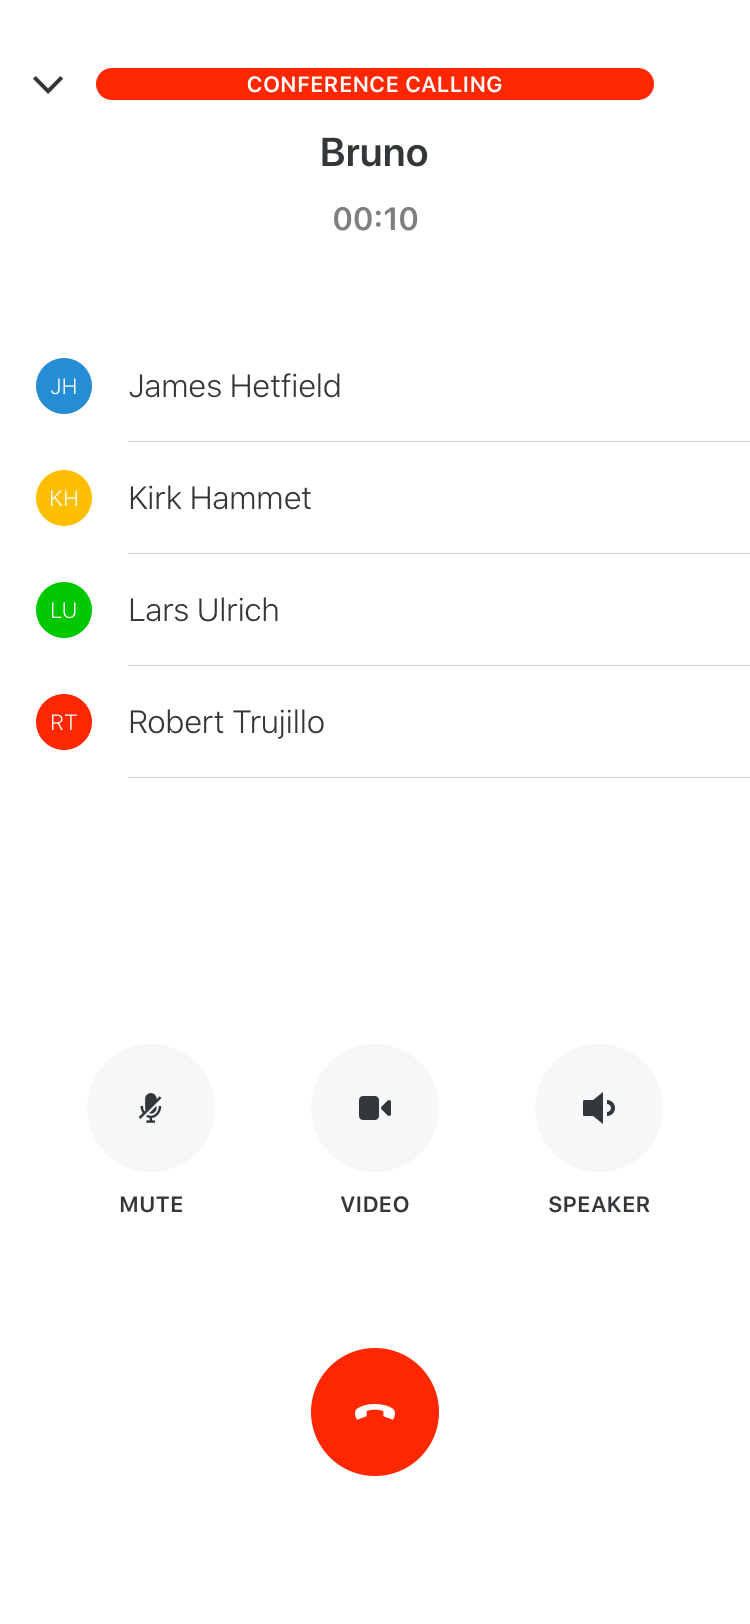 CONFERENCE CALLING
Bruno
00:10
JH James Hetfield
KH Kirk Hammet
LU Lars Ulrich
RT Robert Trujillo
MUTE VIDEO SPEAKER